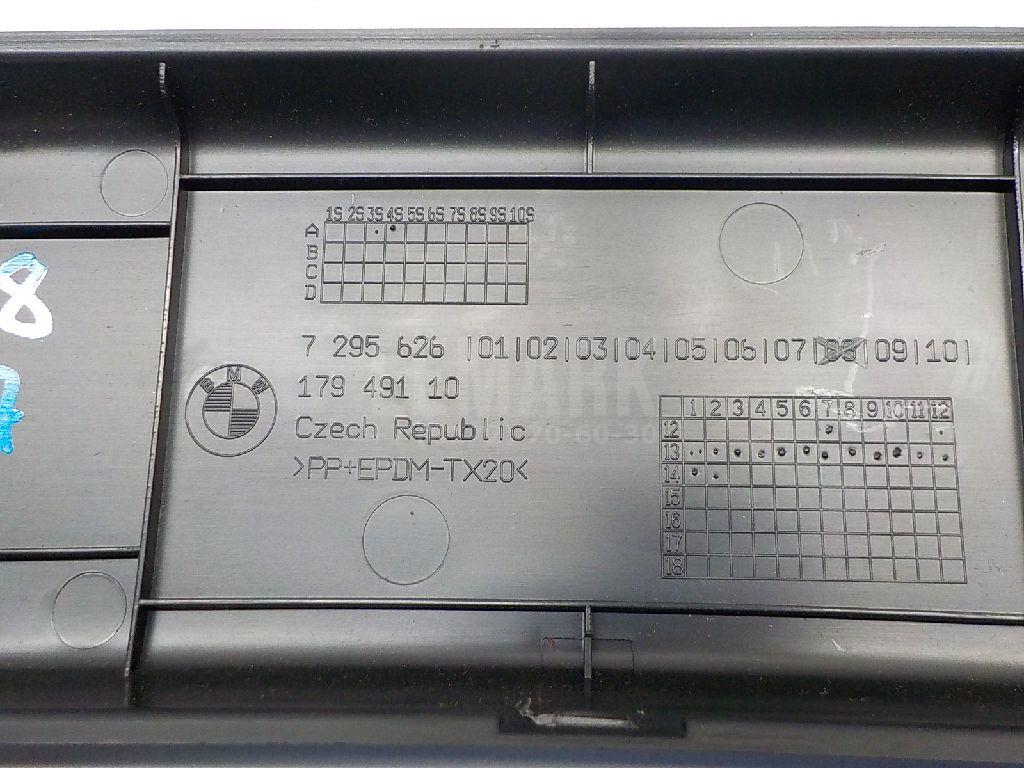 1S 2S 3S 4S 5S 6S 7S 8S 9S 10S
A
B
C
D
8
7 295 626 |01|02|03|04|05|06|07|08|09|10|
BMW
179 491 10
Czech Republic
>PP+EPDM-TX20<
1 2 3 4 5 6 7 8 9 10 11 12
12
13
14
15
16
17
18